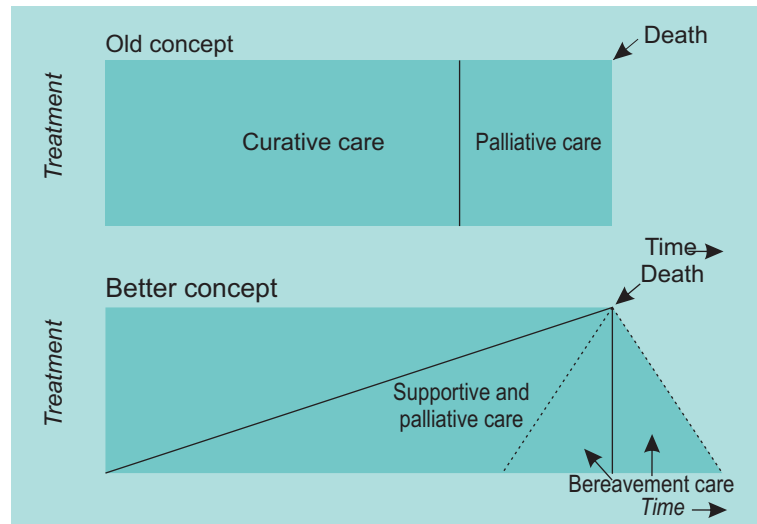 Old concept
Death
Treatment
Curative care
Palliative care
Time
Death
Better concept
Treatment
Supportive and
palliative care
Bereavement care
Time